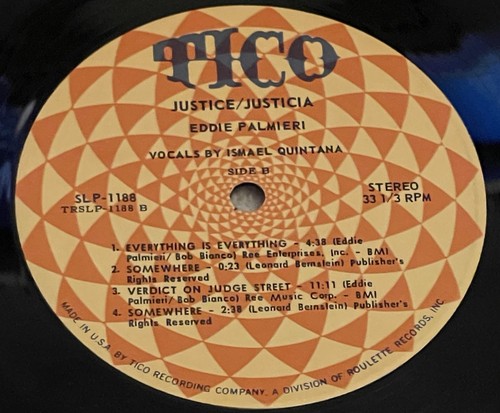 TICO
JUSTICE/JUSTICIA
EDDIE PALMIERI
VOCALS BY ISMAEL QUINTANA
SIDE B
SLP-1188
TRSLP-1188 B
STEREO
33 1/3 RPM
1. EVERYTHING IS EVERYTHING - 4:38 (Eddie
Palmieri/Bob Bianco) Ree Enterprises, Inc. - BMI
2. SOMEWHERE - 0:23 (Leonard Bernstein) Publisher's
Rights Reserved
3. VERDICT ON JUDGE STREET - 11:11 (Eddie
Palmieri/Bob Bianco) Ree Music Corp. - BMI
4. SOMEWHERE - 2:38 (Leonard Bernstein) Publisher's
Rights Reserved
MADE IN U.S.A. BY TICO RECORDING COMPANY, A DIVISION OF ROULETTE RECORDS, INC